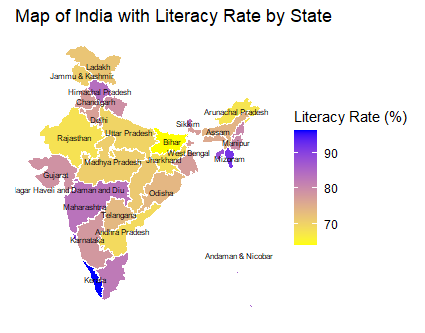 Map of India with Literacy Rate by State
Ladakh
Jammu & Kashmir
Himachal Pradesh
Chandigarh
Delhi
Arunachal Pradesh
Sikkim
Assam
Rajasthan
Uttar Pradesh
Bihar
Manipur
West Bengal
Mizoram
Madhya Pradesh
Jharkhand
Gujarat
agar Haveli and Daman and Diu
Odisha
Maharashtra
Telangana
Andhra Pradesh
Karnataka
Kerala
Andaman & Nicobar
Literacy Rate (%)
90
80
70